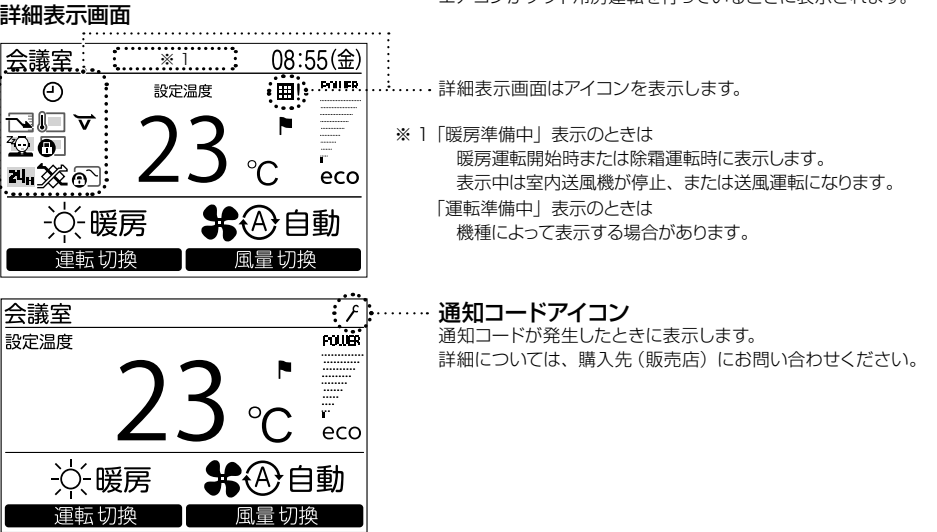 エアコンがソフト冷房運転を行っているときに表示されます。
詳細表示画面
会議室 ※1 08:55(金)
設定温度
POWER
23 ℃
eco
24H
暖房 A 自動
運転切換 風量切換
詳細表示画面はアイコンを表示します。
※ 1「暖房準備中」表示のときは
暖房運転開始時または除霜運転時に表示します。
表示中は室内送風機が停止、または送風運転になります。
「運転準備中」表示のときは
機種によって表示する場合があります。
会議室
設定温度
POWER
23 ℃
eco
暖房 A 自動
運転切換 風量切換
通知コードアイコン
通知コードが発生したときに表示します。
詳細については、購入先（販売店）にお問い合わせください。